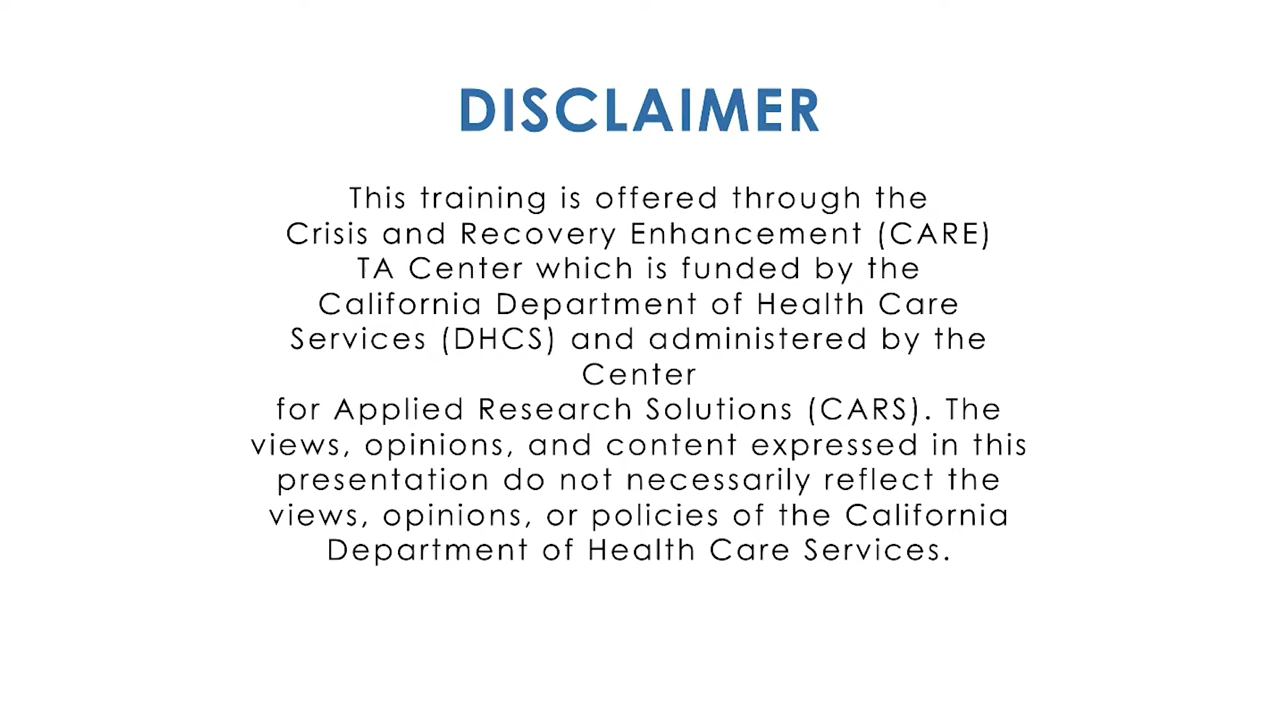 DISCLAIMER
This training is offered through the
Crisis and Recovery Enhancement (CARE)
TA Center which is funded by the
California Department of Health Care
Services (DHCS) and administered by the
Center
for Applied Research Solutions (CARS). The
views, opinions, and content expressed in this
presentation do not necessarily reflect the
views, opinions, or policies of the California
Department of Health Care Services.